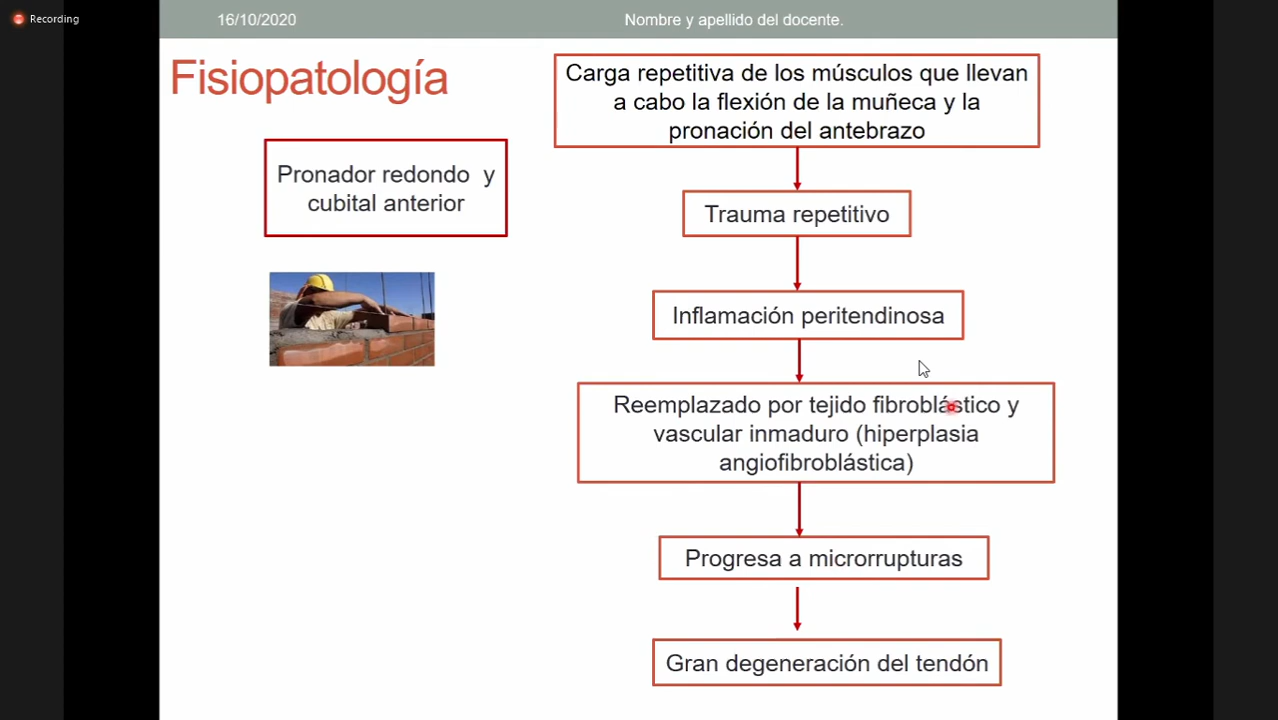 Recording
16/10/2020
Nombre y apellido del docente.
Fisiopatología
Pronador redondo y
cubital anterior
Carga repetitiva de los músculos que llevan
a cabo la flexión de la muñeca y la
pronación del antebrazo
Trauma repetitivo
Inflamación peritendinosa
Reemplazado por tejido fibroblástico y
vascular inmaduro (hiperplasia
angiofibroblástica)
Progresa a microrrupturas
Gran degeneración del tendón